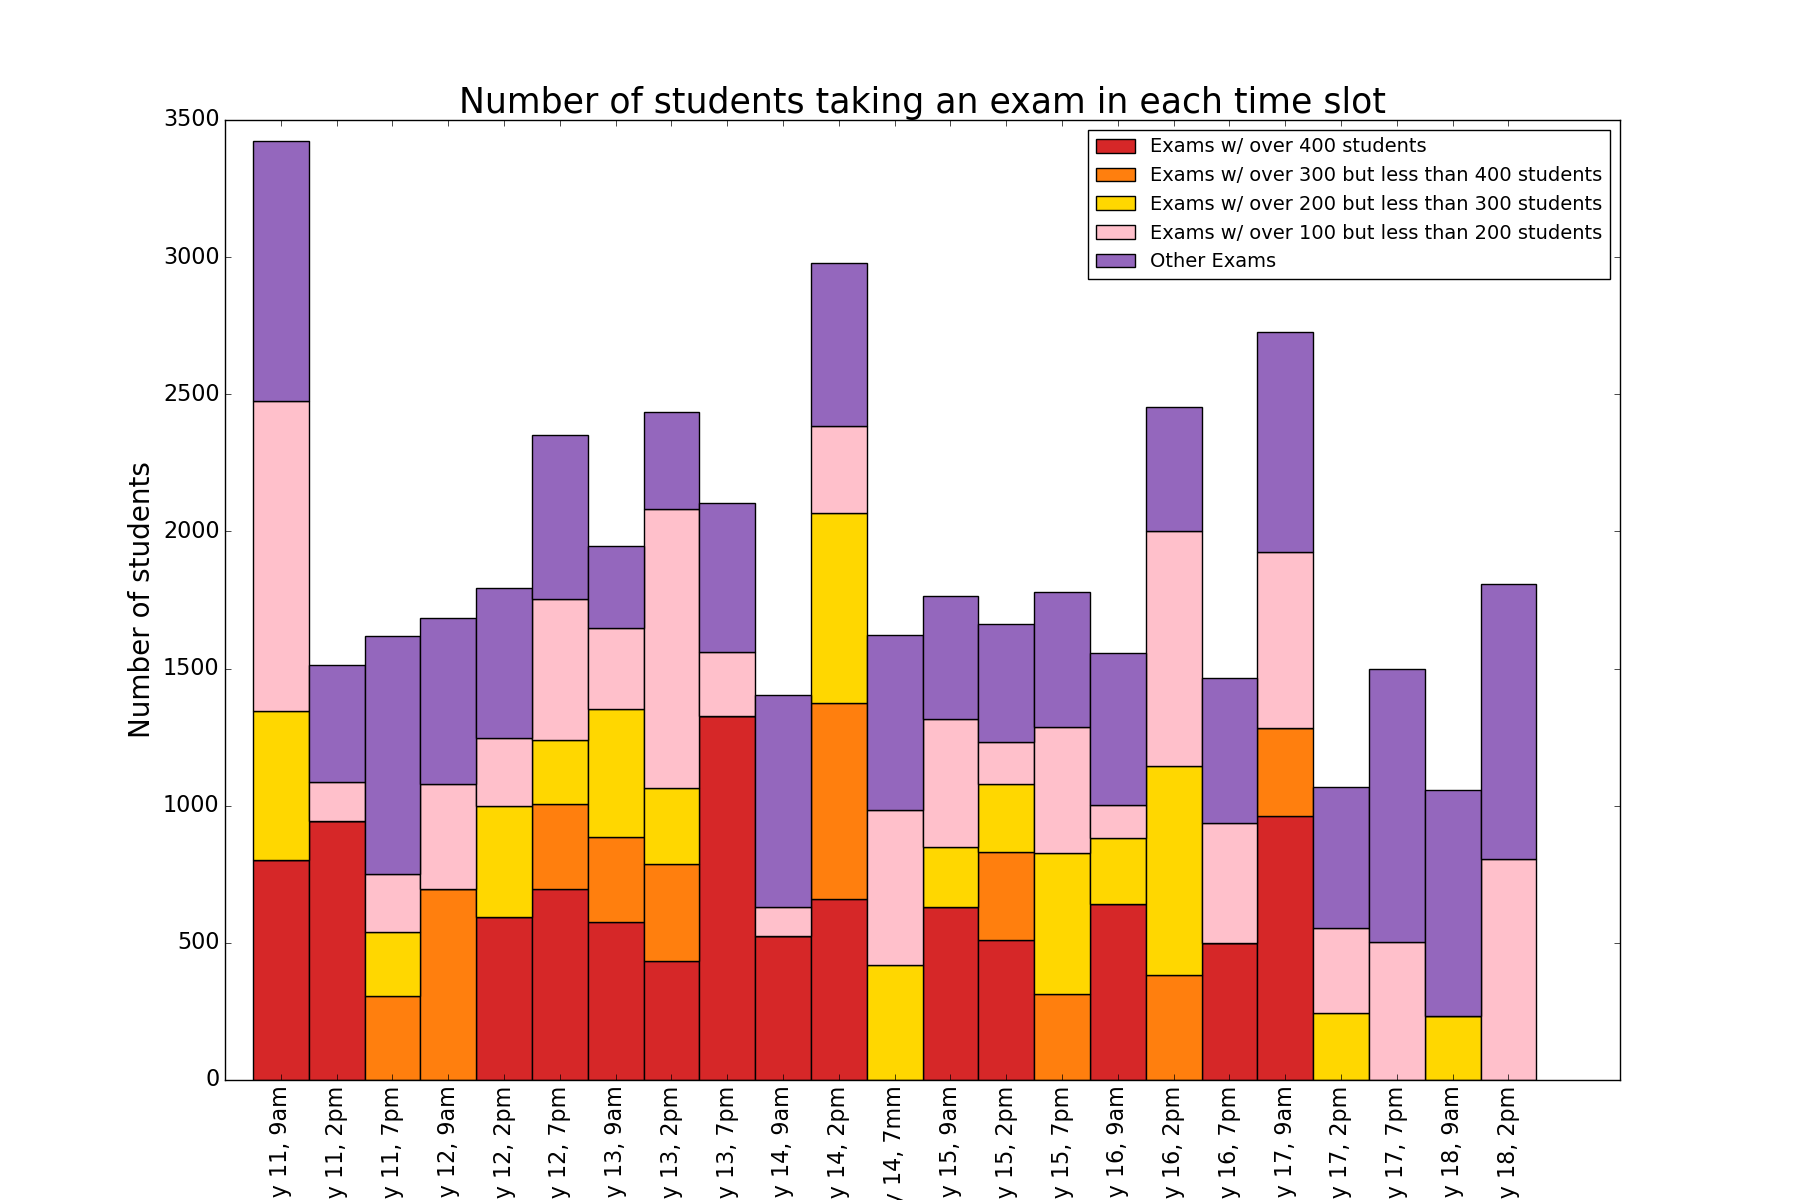 Number of students taking an exam in each time slot
Exams w/ over 400 students
Exams w/ over 300 but less than 400 students
Exams w/ over 200 but less than 300 students
Exams w/ over 100 but less than 200 students
Other Exams
Number of students
3500
3000
2500
2000
1500
1000
500
0
y 11, 9am
y 11, 2pm
y 11, 7pm
y 12, 9am
y 12, 2pm
y 12, 7pm
y 13, 9am
y 13, 2pm
y 13, 7pm
y 14, 9am
y 14, 2pm
y 14, 7mm
y 15, 9am
y 15, 2pm
y 15, 7pm
y 16, 9am
y 16, 2pm
y 16, 7pm
y 17, 9am
y 17, 2pm
y 17, 7pm
y 18, 9am
y 18, 2pm